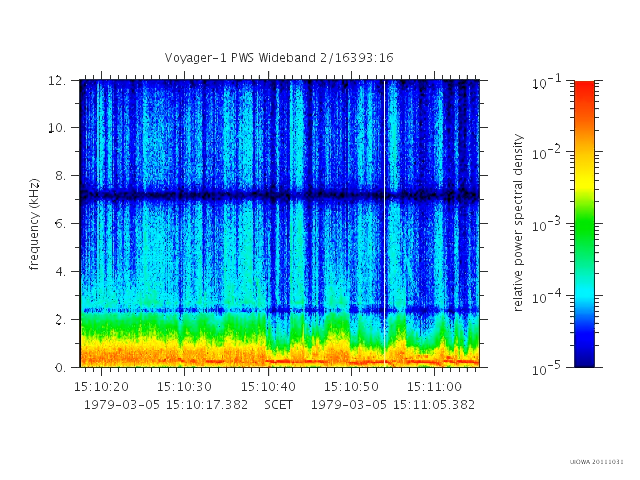 Voyager-1 PWS Wideband 2/16393:16
12.
10.
8.
6.
4.
2.
0.
frequency (kHz)
15:10:20 15:10:30 15:10:40 15:10:50 15:11:00
1979-03-05 15:10:17.382 SCET 1979-03-05 15:11:05.382
relative power spectral density
10⁻¹
10⁻²
10⁻³
10⁻⁴
10⁻⁵
UIOWA 20111031